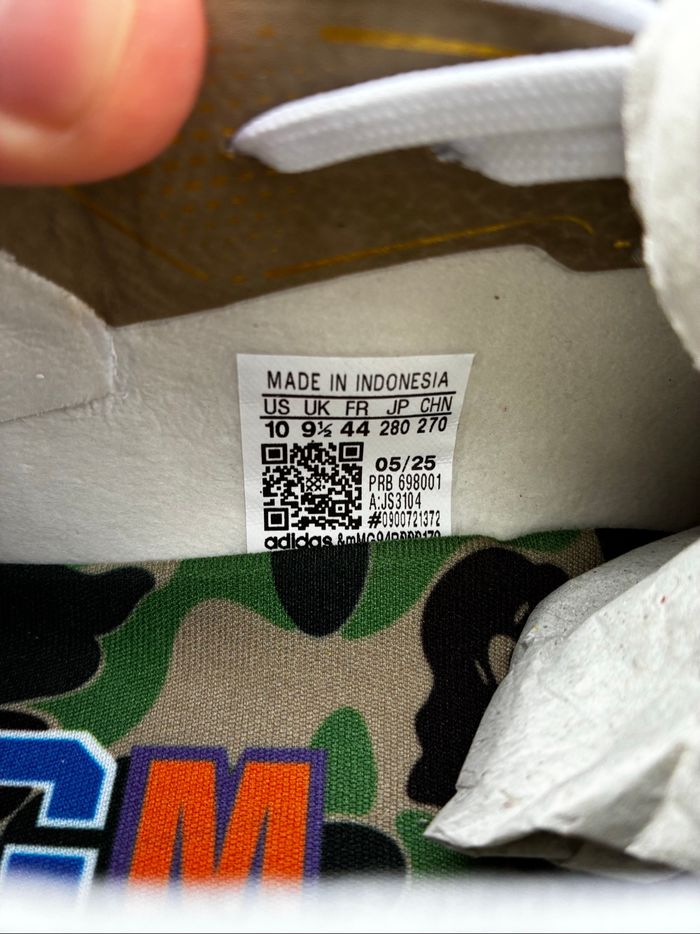 MADE IN INDONESIA
US UK FR JP CHN
10 9½ 44 280 270
05/25
PRB 698001
A:JS3104
#0900721372
adidas
GM